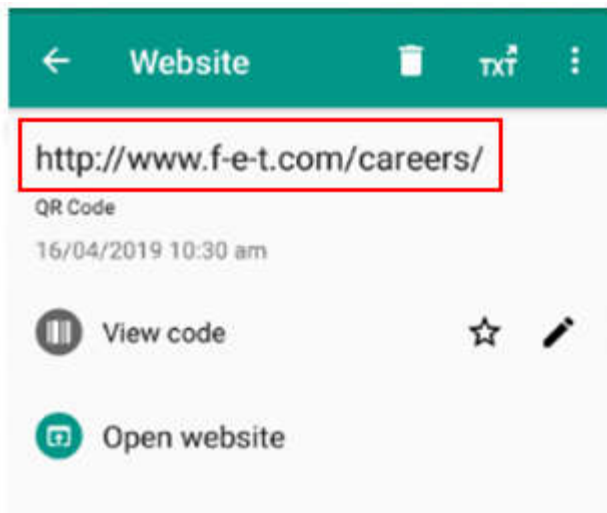 Website
TXT
http://www.f-e-t.com/careers/
QR Code
16/04/2019 10:30 am
View code
Open website